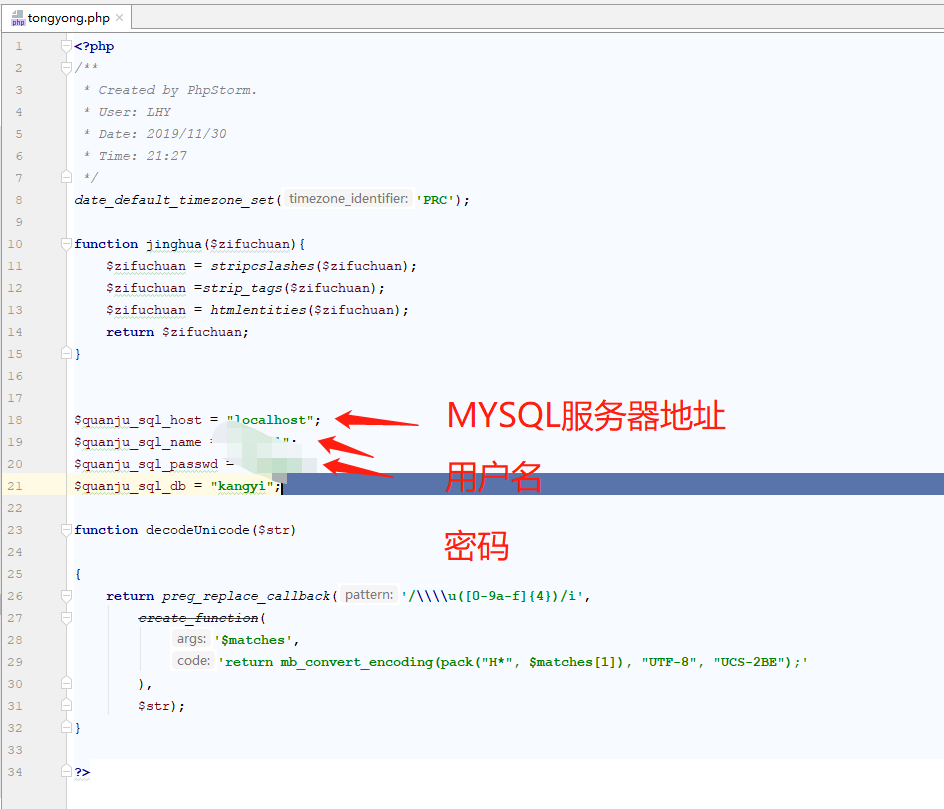 php tongyong.php
1 <?php
2 /**
3 * Created by PhpStorm.
4 * User: LHY
5 * Date: 2019/11/30
6 * Time: 21:27
7 */
8 date_default_timezone_set( timezone_identifier: 'PRC');
9
10 function jinghua($zifuchuan){
11 $zifuchuan = stripcslashes($zifuchuan);
12 $zifuchuan =strip_tags($zifuchuan);
13 $zifuchuan = htmlentities($zifuchuan);
14 return $zifuchuan;
15 }
16
17
18 $quanju_sql_host = "localhost"; MYSQL服务器地址
19 $quanju_sql_name = ";
20 $quanju_sql_passwd = 用户名
21 $quanju_sql_db = "kangyi";
22
23 function decodeUnicode($str)
24 密码
25 {
26 return preg_replace_callback( pattern: '/\\\\u([0-9a-f]{4})/i',
27 create_function(
28 args: '$matches',
29 code: 'return mb_convert_encoding(pack("H*", $matches[1]), "UTF-8", "UCS-2BE");'
30 ),
31 $str);
32 }
33
34 ?>